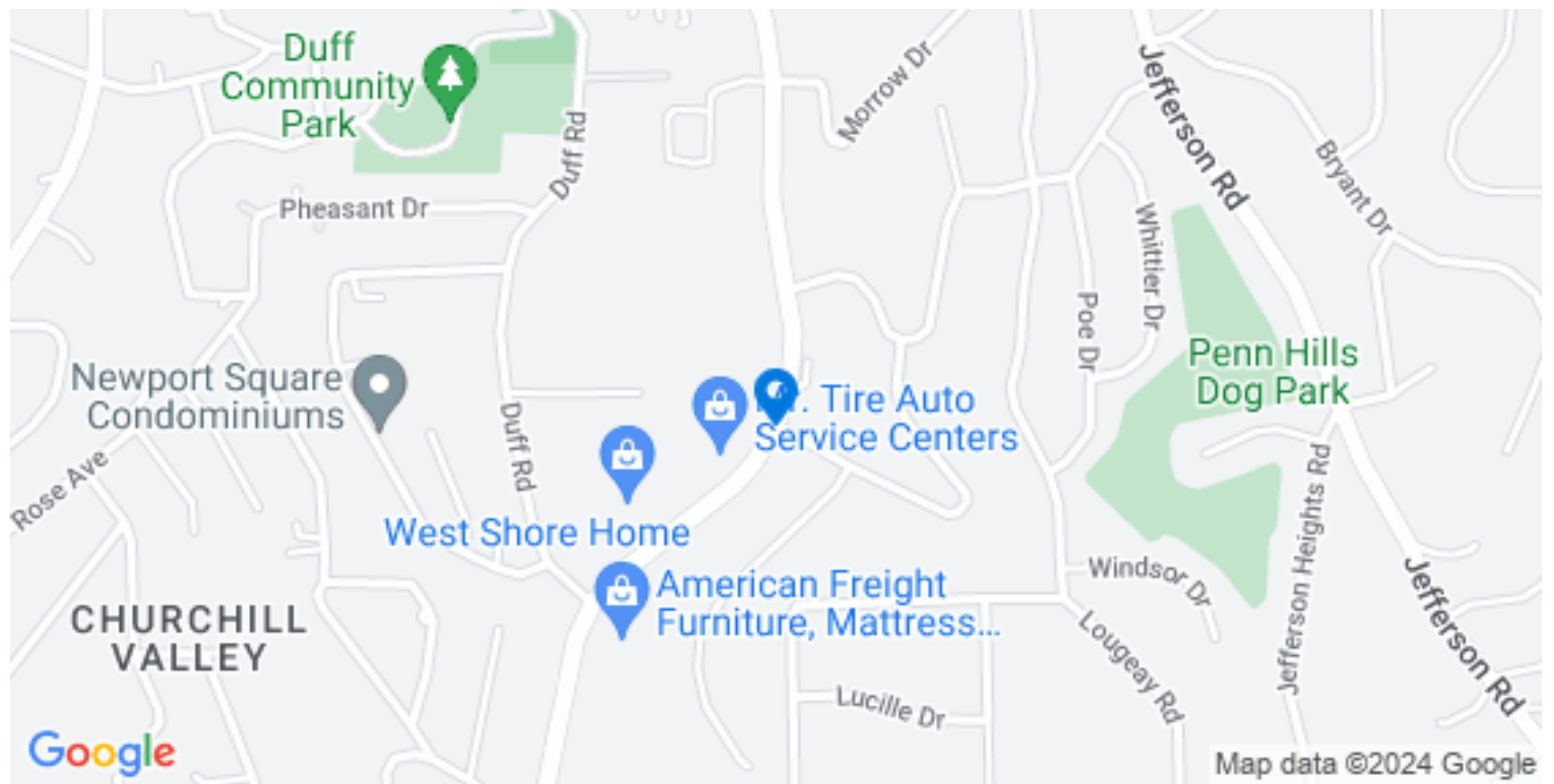 Duff
Community
Park
Morrow Dr
Jefferson Rd
Duff Rd
Bryant Dr
Pheasant Dr
Whittier Dr
Poe Dr
Penn Hills
Dog Park
Newport Square
Condominiums
Tire Auto
Service Centers
Duff Rd
Rose Ave
West Shore Home
Jefferson Heights Rd
Windsor Dr
American Freight
Furniture, Mattress...
Jefferson Rd
CHURCHILL
VALLEY
Lougeay Rd
Lucille Dr
Google
Map data ©2024 Google